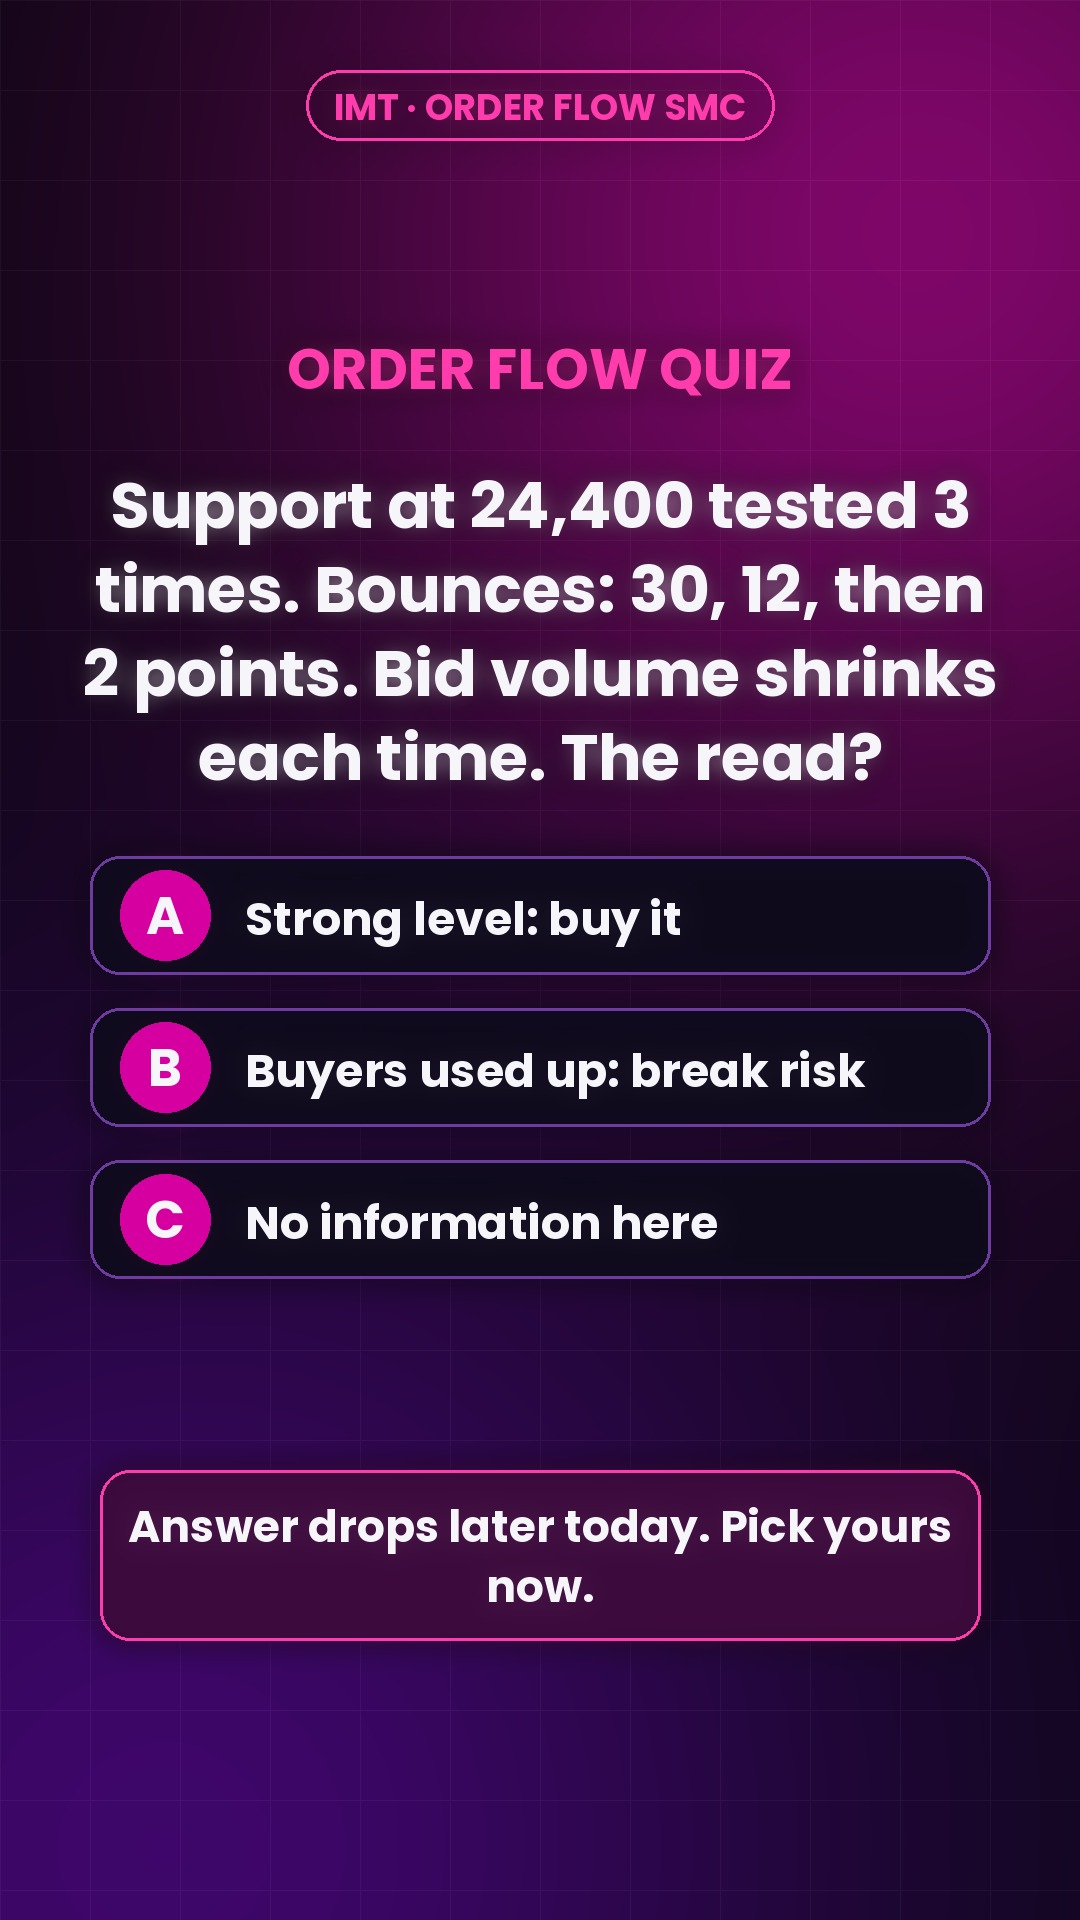 IMT · ORDER FLOW SMC
ORDER FLOW QUIZ
Support at 24,400 tested 3
times. Bounces: 30, 12, then
2 points. Bid volume shrinks
each time. The read?
A Strong level: buy it
B Buyers used up: break risk
C No information here
Answer drops later today. Pick yours
now.